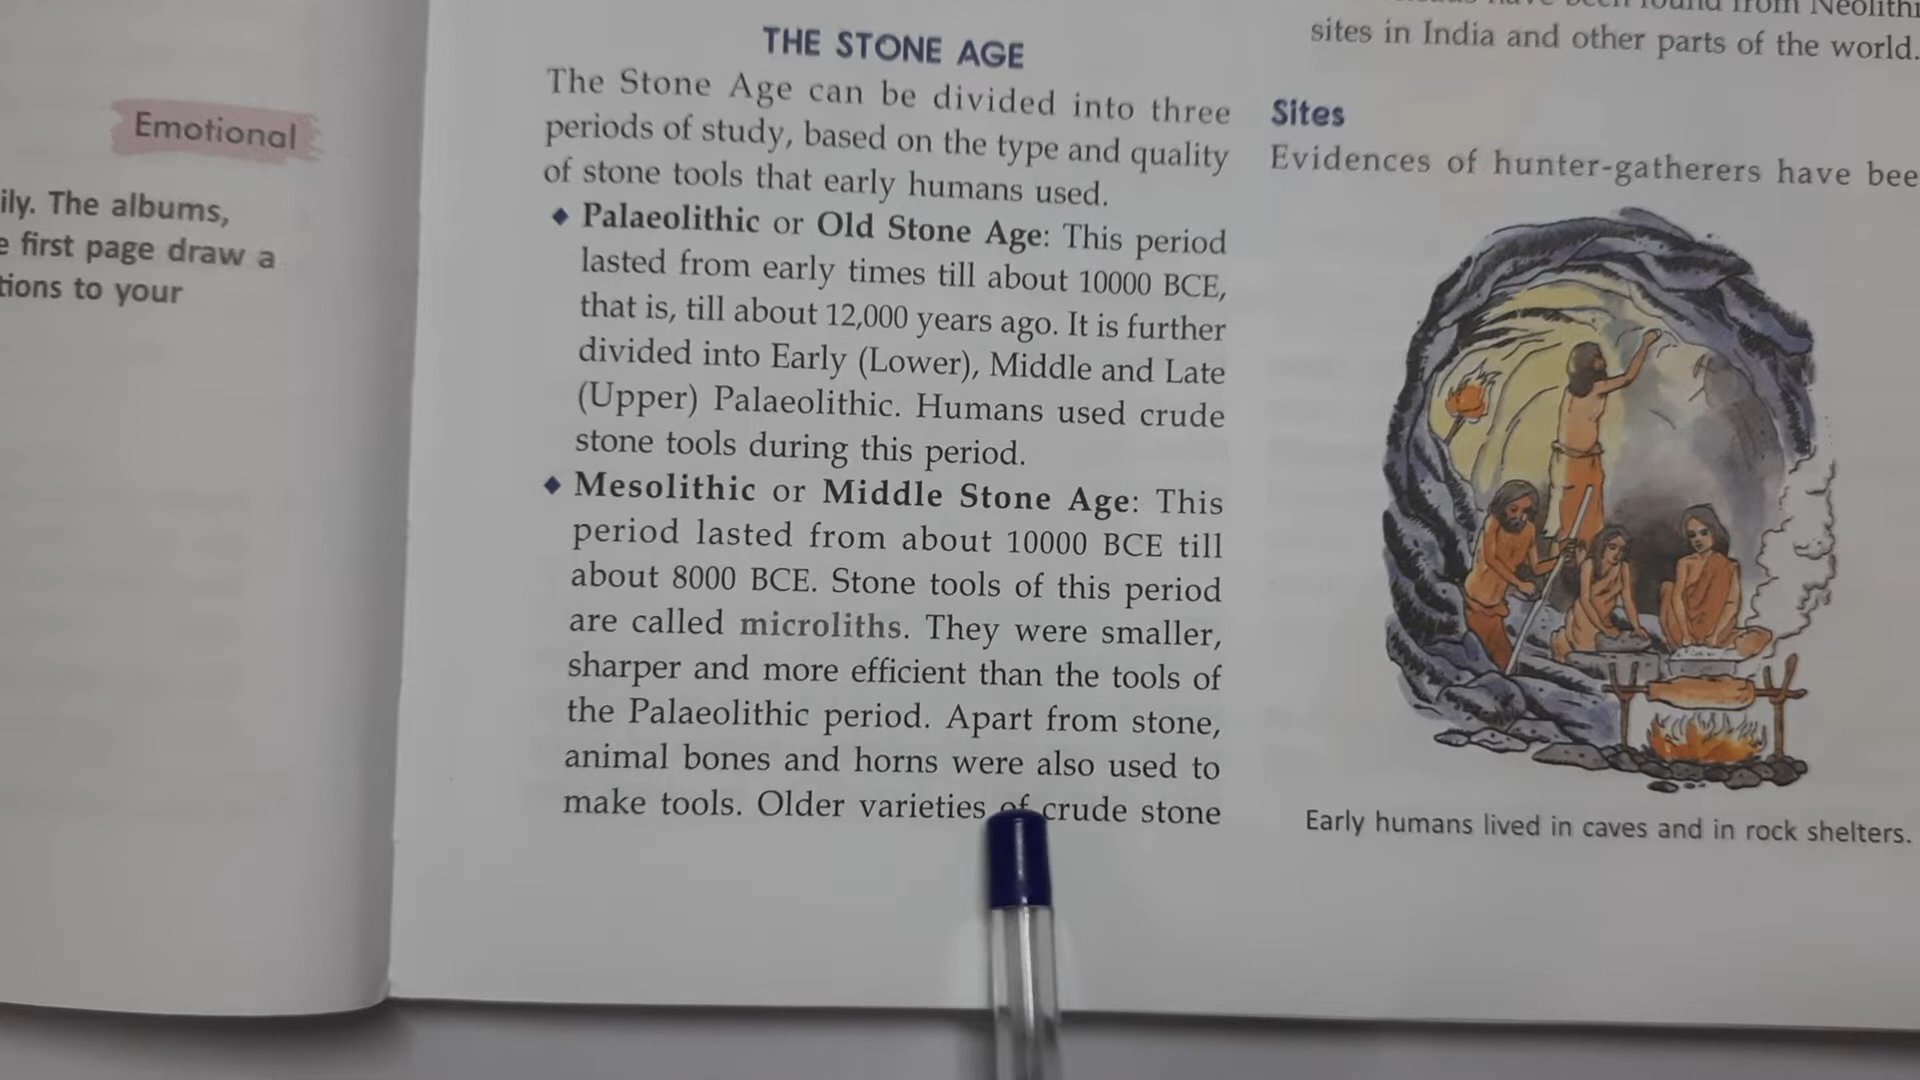 Emotional
ily. The albums,
first page draw a
tions to your
THE STONE AGE
The Stone Age can be divided into three
periods of study, based on the type and quality
of stone tools that early humans used.
◆ Palaeolithic or Old Stone Age: This period
lasted from early times till about 10000 BCE,
that is, till about 12,000 years ago. It is further
divided into Early (Lower), Middle and Late
(Upper) Palaeolithic. Humans used crude
stone tools during this period.
◆ Mesolithic or Middle Stone Age: This
period lasted from about 10000 BCE till
about 8000 BCE. Stone tools of this period
are called microliths. They were smaller,
sharper and more efficient than the tools of
the Palaeolithic period. Apart from stone,
animal bones and horns were also used to
make tools. Older varieties of crude stone
have been found from Neolithi
sites in India and other parts of the world.
Sites
Evidences of hunter-gatherers have bee
Early humans lived in caves and in rock shelters.